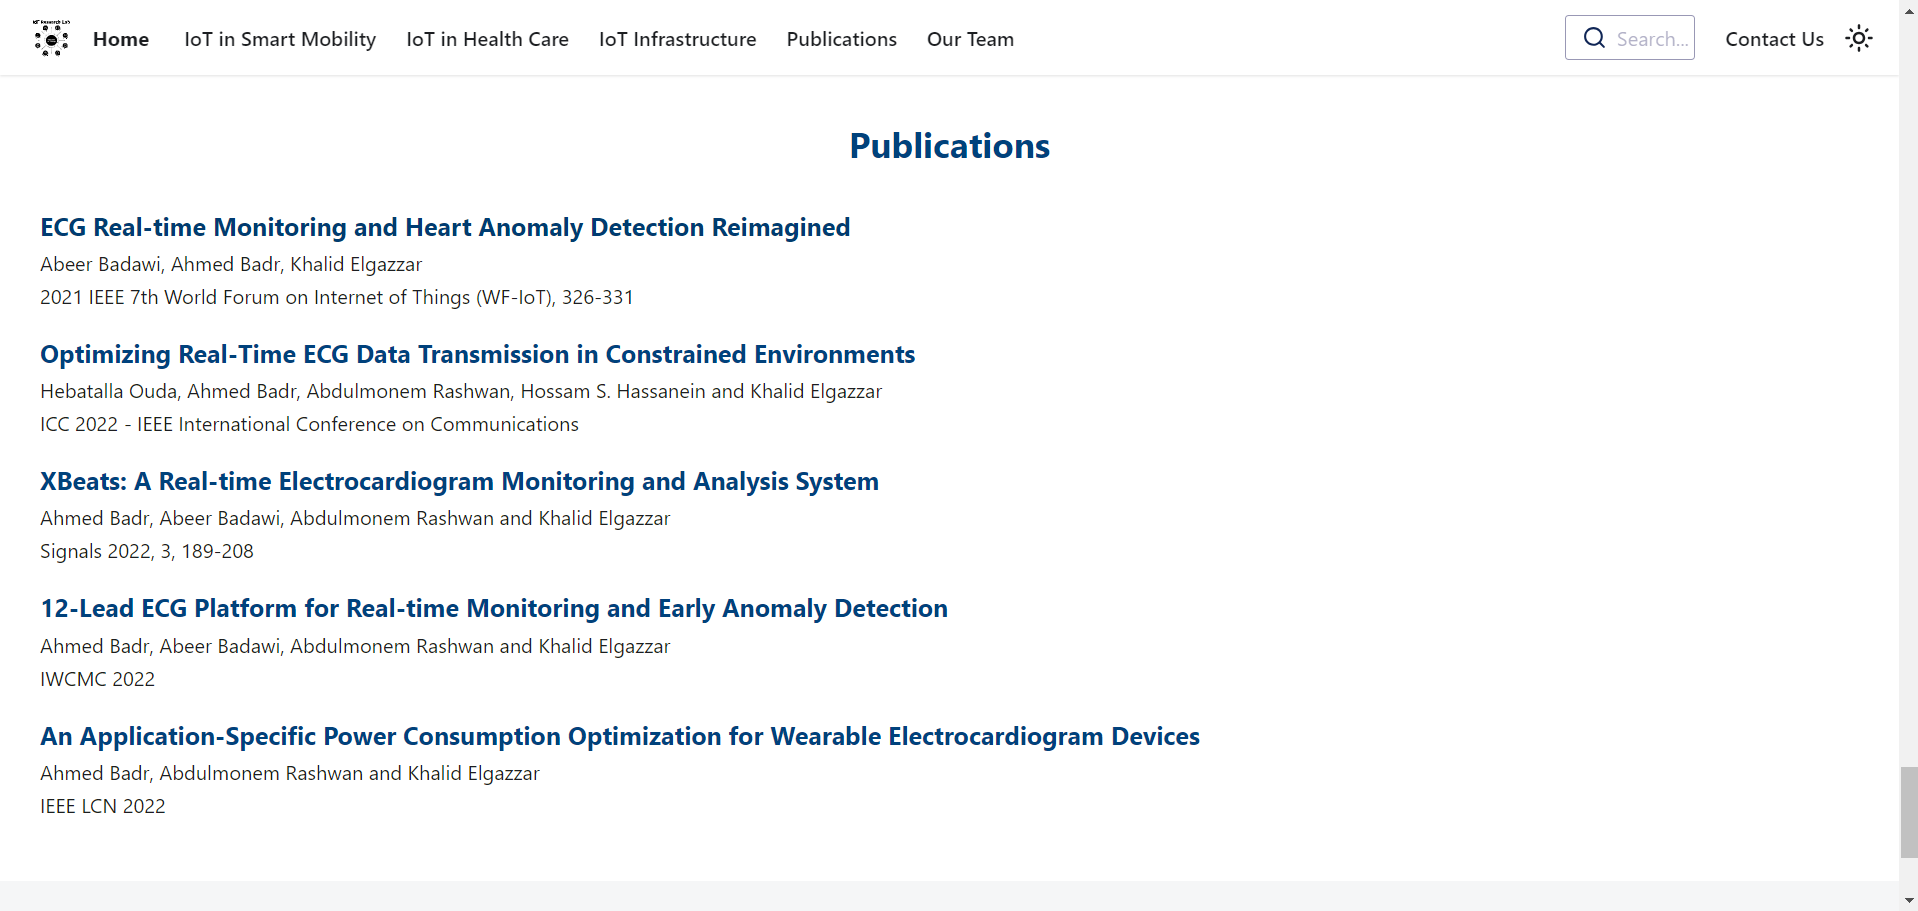 IoT Research Lab
Home IoT in Smart Mobility IoT in Health Care IoT Infrastructure Publications Our Team Search... Contact Us
Publications
ECG Real-time Monitoring and Heart Anomaly Detection Reimagined
Abeer Badawi, Ahmed Badr, Khalid Elgazzar
2021 IEEE 7th World Forum on Internet of Things (WF-IoT), 326-331
Optimizing Real-Time ECG Data Transmission in Constrained Environments
Hebatalla Ouda, Ahmed Badr, Abdulmonem Rashwan, Hossam S. Hassanein and Khalid Elgazzar
ICC 2022 - IEEE International Conference on Communications
XBeats: A Real-time Electrocardiogram Monitoring and Analysis System
Ahmed Badr, Abeer Badawi, Abdulmonem Rashwan and Khalid Elgazzar
Signals 2022, 3, 189-208
12-Lead ECG Platform for Real-time Monitoring and Early Anomaly Detection
Ahmed Badr, Abeer Badawi, Abdulmonem Rashwan and Khalid Elgazzar
IWCMC 2022
An Application-Specific Power Consumption Optimization for Wearable Electrocardiogram Devices
Ahmed Badr, Abdulmonem Rashwan and Khalid Elgazzar
IEEE LCN 2022